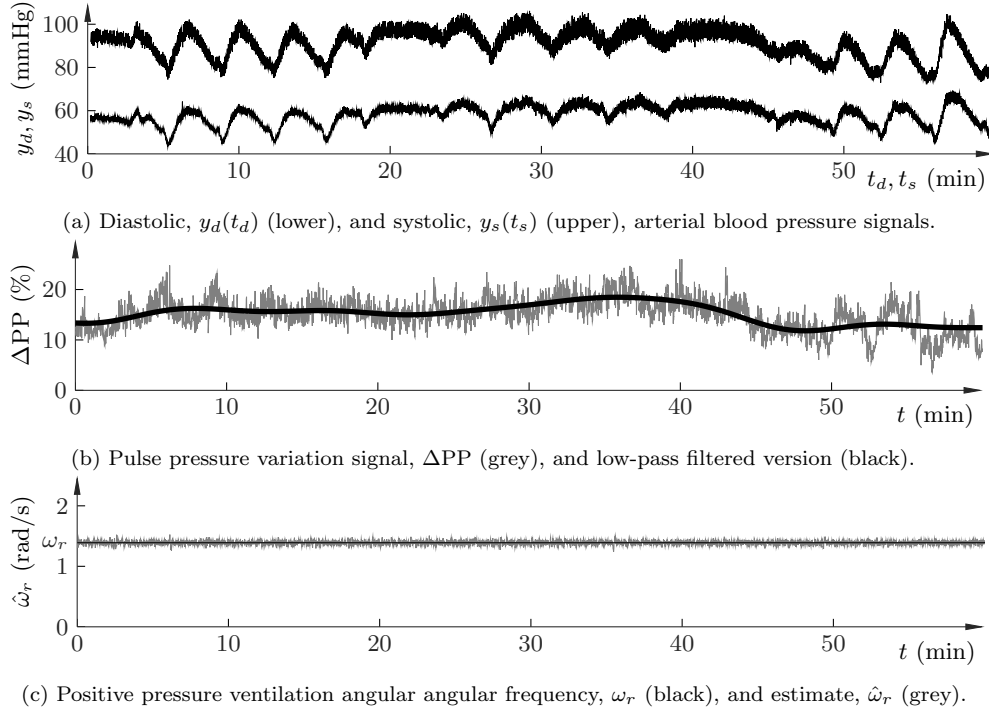 y_d, y_s (mmHg)
100
80
60
40
0 10 20 30 40 50
t_d, t_s (min)
(a) Diastolic, y_d(t_d) (lower), and systolic, y_s(t_s) (upper), arterial blood pressure signals.
ΔPP (%)
20
10
0
0 10 20 30 40 50
t (min)
(b) Pulse pressure variation signal, ΔPP (grey), and low-pass filtered version (black).
ω̂_r (rad/s)
2
ω_r
1
0
0 10 20 30 40 50
t (min)
(c) Positive pressure ventilation angular angular frequency, ω_r (black), and estimate, ω̂_r (grey).